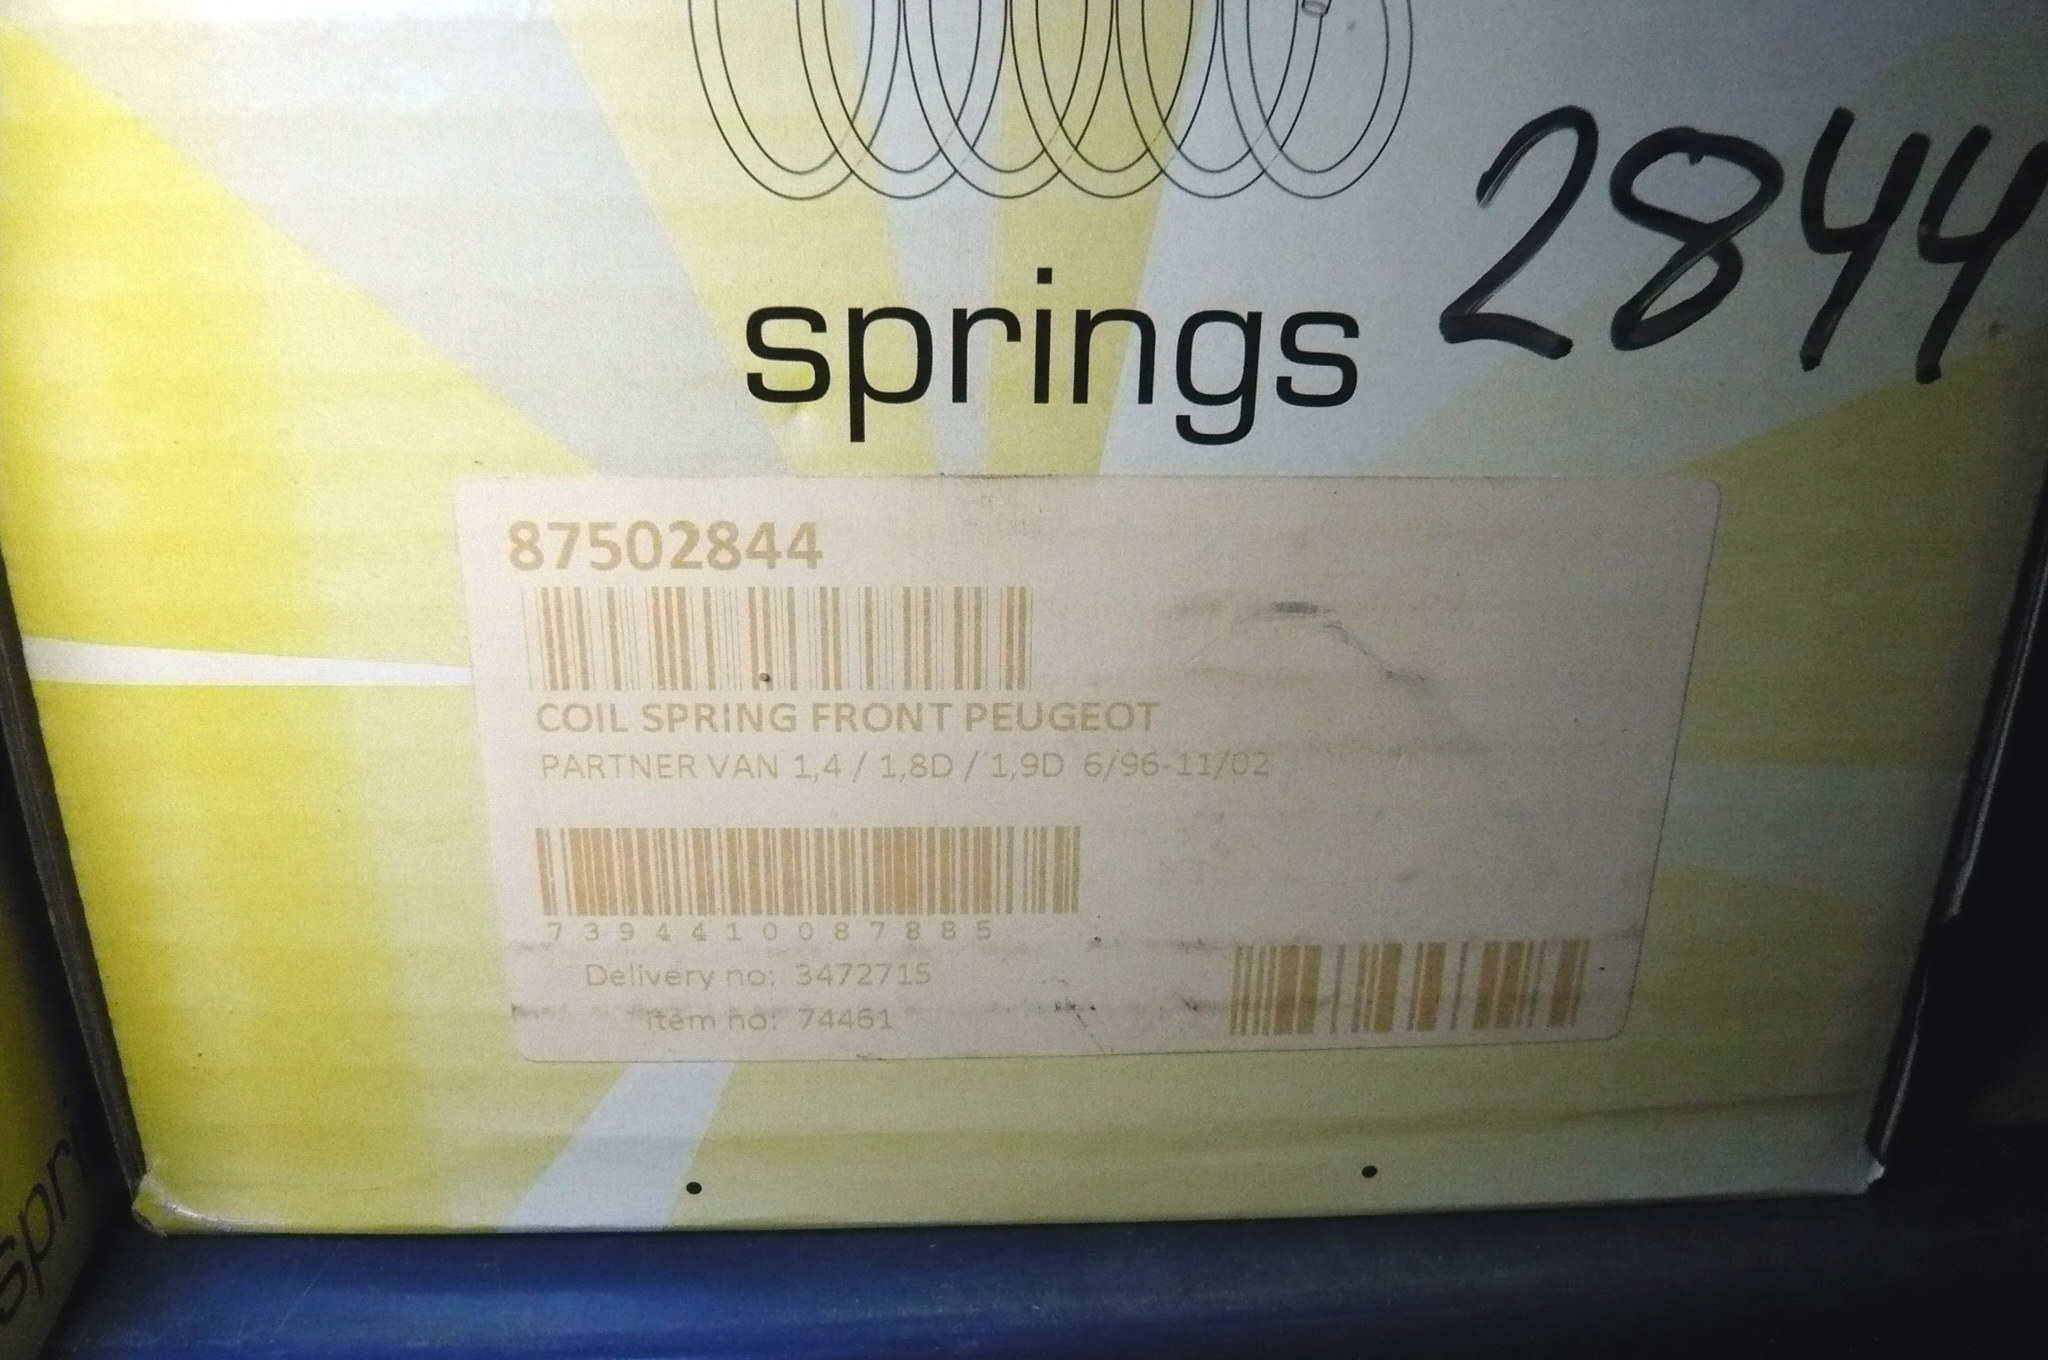 2844
springs
87502844
COIL SPRING FRONT PEUGEOT
PARTNER VAN 1,4 / 1,8D / 1,9D 6/96-11/02
7394410087885
Delivery no: 3472715
Item no: 74461
spri